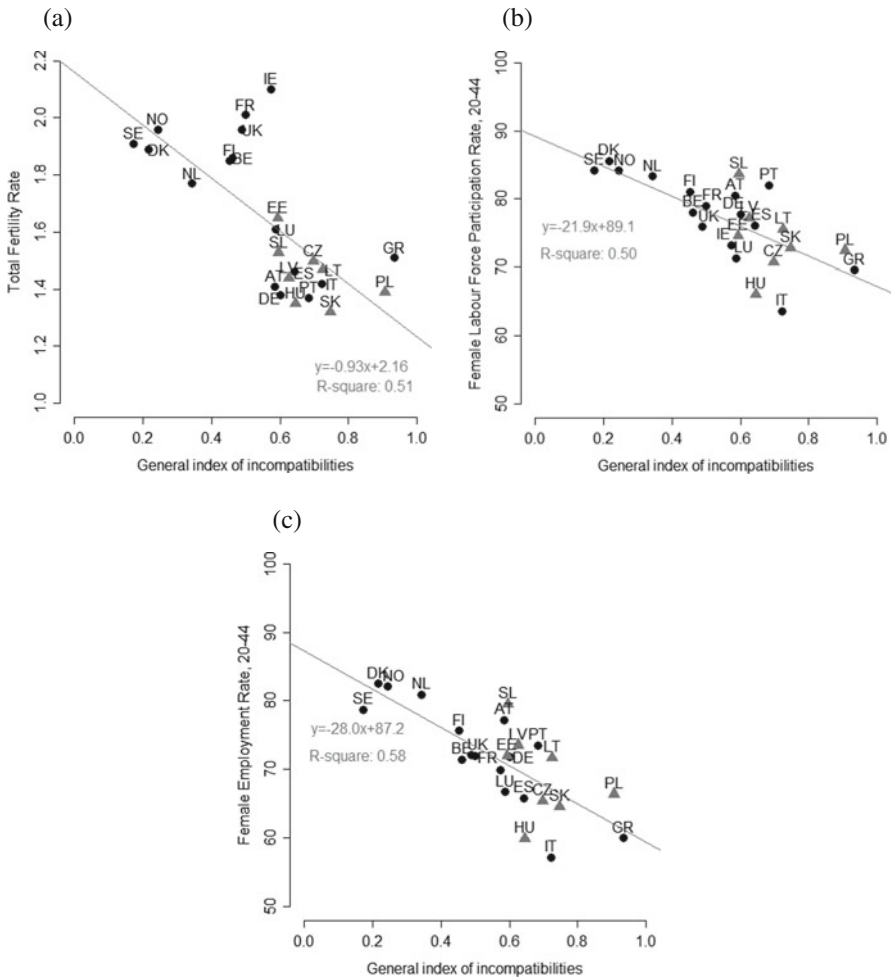 (a)
Total Fertility Rate
2.2
2.0
1.8
1.6
1.4
1.2
1.0
IE
FR
NO
UK
SE
DK
FI
BE
NL
EE
LU
SL
CZ
GR
LV
ES
LT
AT
IT
PL
DE
HU
PT
SK
y=-0.93x+2.16
R-square: 0.51
0.0 0.2 0.4 0.6 0.8 1.0
General index of incompatibilities
(b)
Female Labour Force Participation Rate, 20-44
100
90
80
70
60
50
DK
SE
NO
NL
SL
PT
FI
AT
BE
FR
DE
LV
ES
UK
EE
LT
IE
SK
LU
CZ
PL
GR
HU
IT
y=-21.9x+89.1
R-square: 0.50
0.0 0.2 0.4 0.6 0.8 1.0
General index of incompatibilities
(c)
Female Employment Rate, 20-44
100
90
80
70
60
50
DK
NO
NL
SE
SL
AT
FI
LV
PT
BE
UK
EE
LT
FR
DE
LU
ES
CZ
SK
PL
HU
GR
IT
y=-28.0x+87.2
R-square: 0.58
0.0 0.2 0.4 0.6 0.8 1.0
General index of incompatibilities